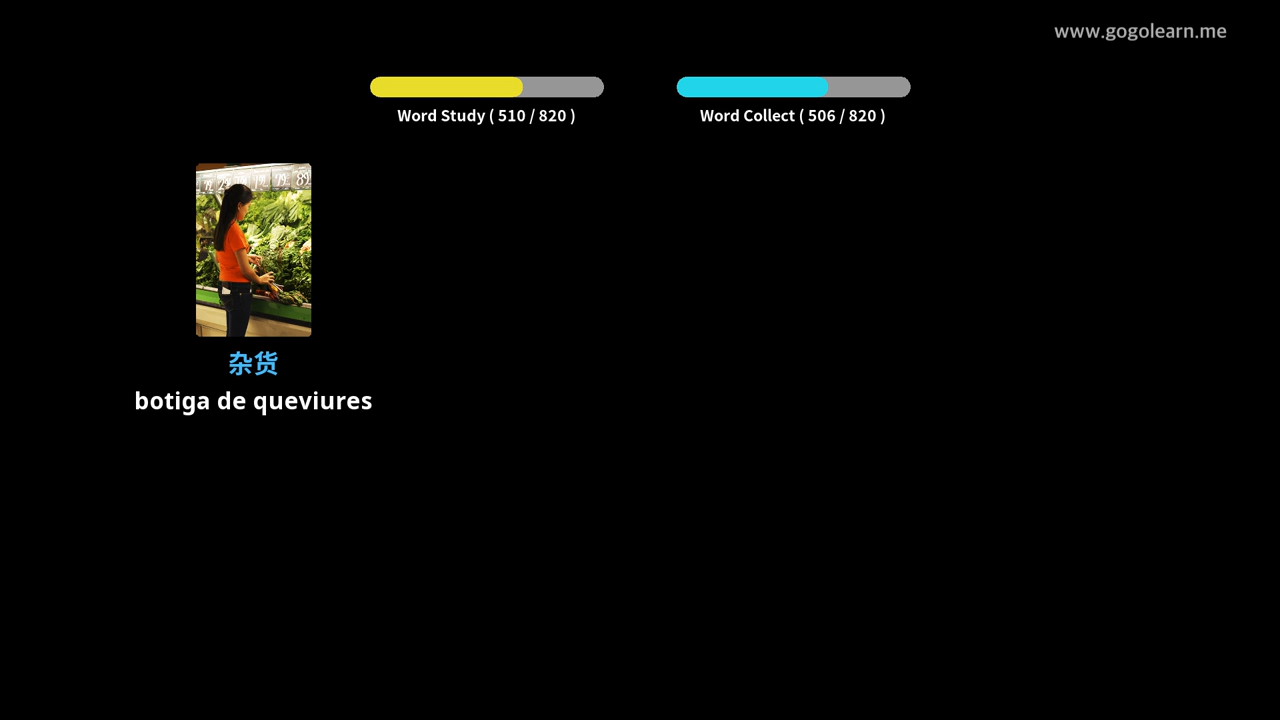 www.gogolearn.me
Word Study ( 510 / 820 )
Word Collect ( 506 / 820 )
杂货
botiga de queviures